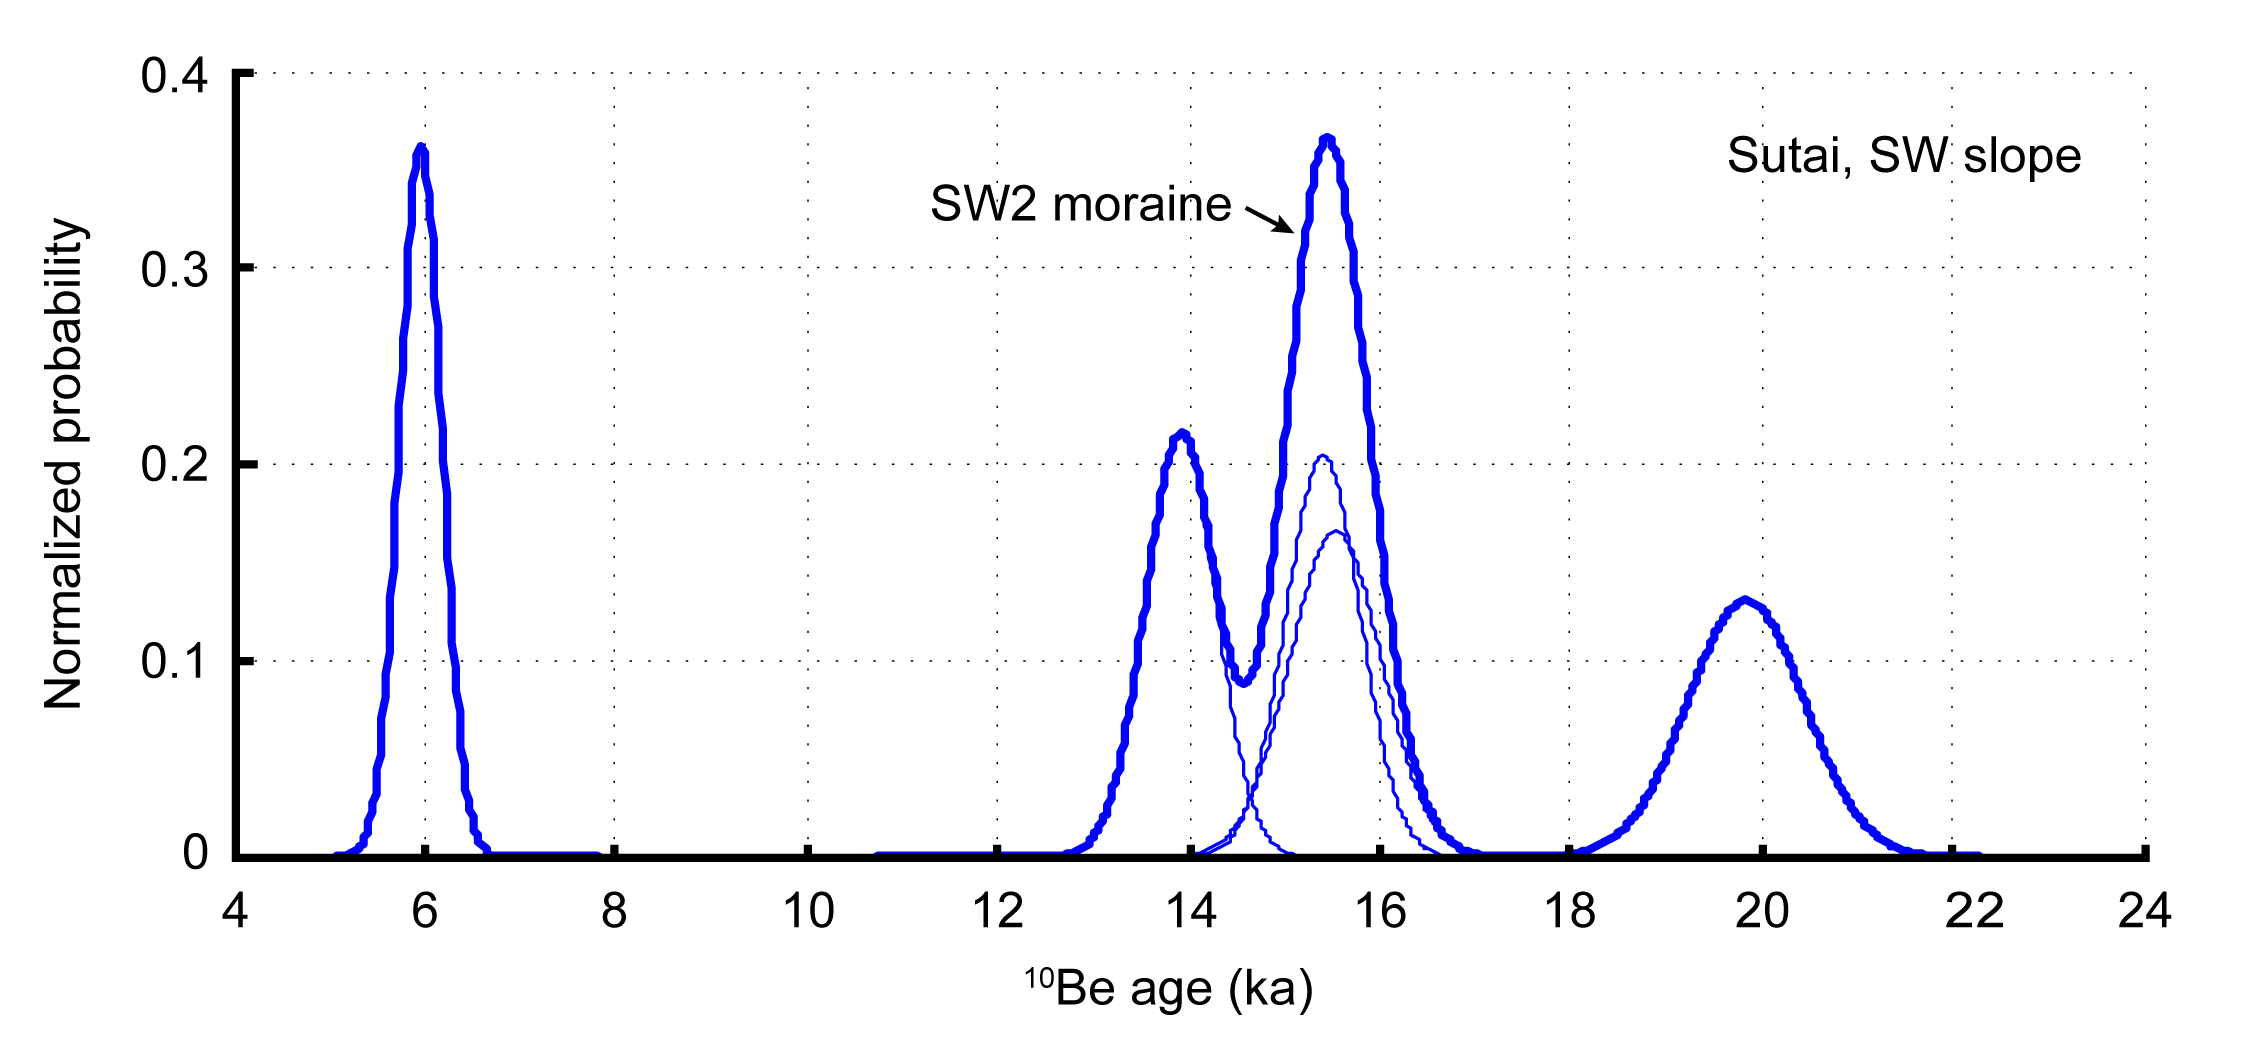 0.4
Sutai, SW slope
SW2 moraine
0.3
Normalized probability
0.2
0.1
0
4 6 8 10 12 14 16 18 20 22 24
¹⁰Be age (ka)